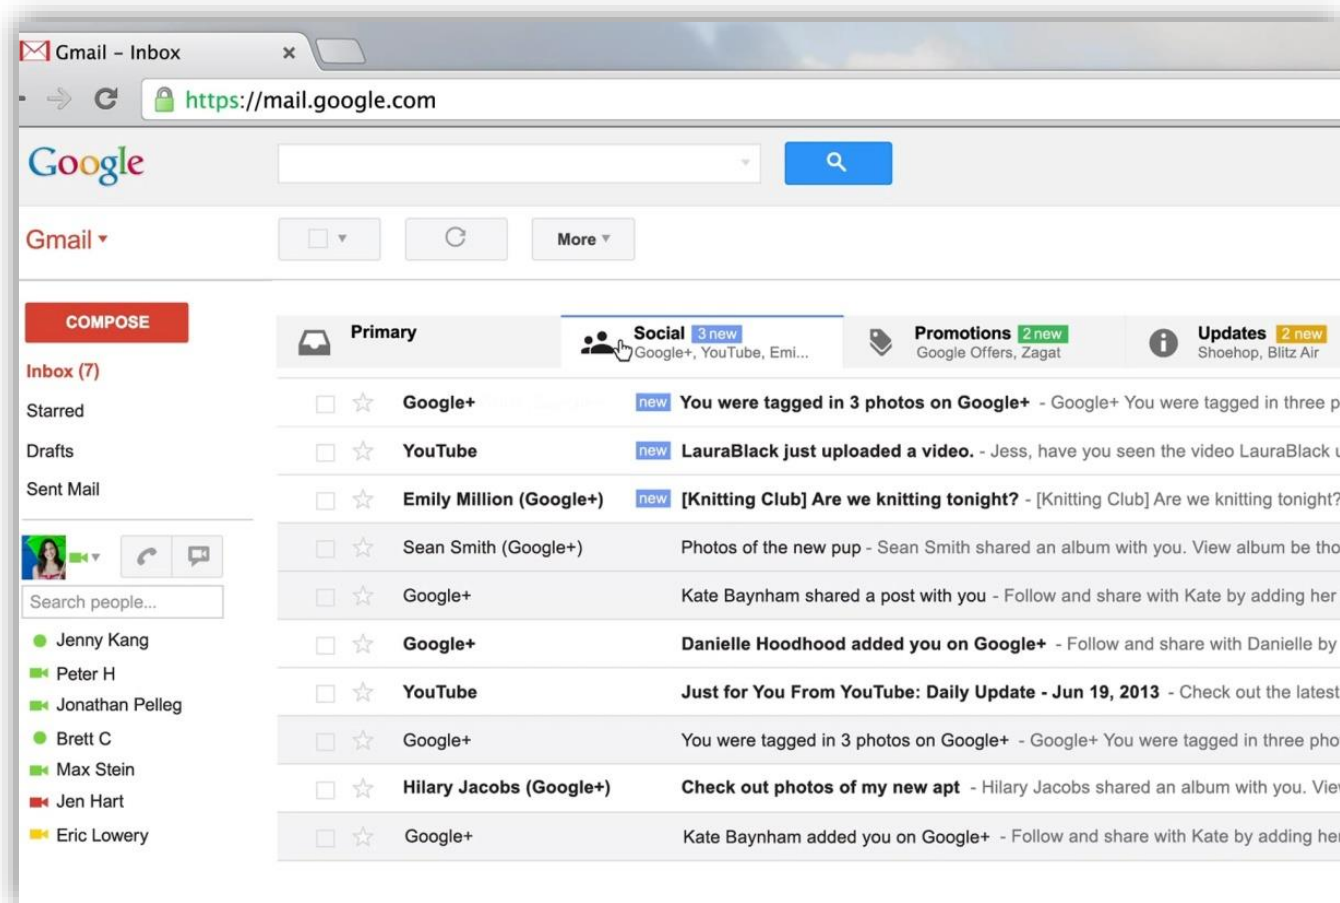 Gmail – Inbox ×
https://mail.google.com
Google
Gmail
More
COMPOSE
Inbox (7)
Starred
Drafts
Sent Mail
Search people...
Jenny Kang
Peter H
Jonathan Pelleg
Brett C
Max Stein
Jen Hart
Eric Lowery
Primary
Social 3 new
Google+, YouTube, Emi...
Promotions 2 new
Google Offers, Zagat
Updates 2 new
Shoehop, Blitz Air
Google+ new You were tagged in 3 photos on Google+ - Google+ You were tagged in three p
YouTube new LauraBlack just uploaded a video. - Jess, have you seen the video LauraBlack u
Emily Million (Google+) new [Knitting Club] Are we knitting tonight? - [Knitting Club] Are we knitting tonight?
Sean Smith (Google+) Photos of the new pup - Sean Smith shared an album with you. View album be tho
Google+ Kate Baynham shared a post with you - Follow and share with Kate by adding her
Google+ Danielle Hoodhood added you on Google+ - Follow and share with Danielle by
YouTube Just for You From YouTube: Daily Update - Jun 19, 2013 - Check out the latest
Google+ You were tagged in 3 photos on Google+ - Google+ You were tagged in three pho
Hilary Jacobs (Google+) Check out photos of my new apt - Hilary Jacobs shared an album with you. Vie
Google+ Kate Baynham added you on Google+ - Follow and share with Kate by adding her